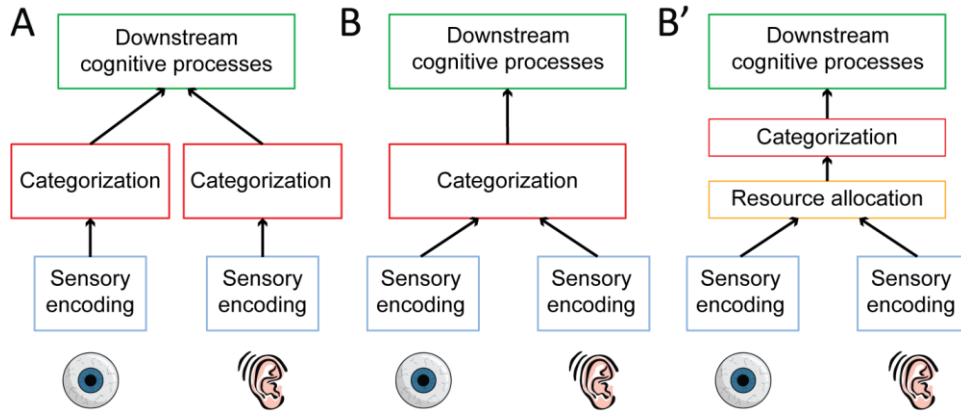 A
Downstream
cognitive processes
Categorization
Categorization
Sensory
encoding
Sensory
encoding
B
Downstream
cognitive processes
Categorization
Sensory
encoding
Sensory
encoding
B’
Downstream
cognitive processes
Categorization
Resource allocation
Sensory
encoding
Sensory
encoding